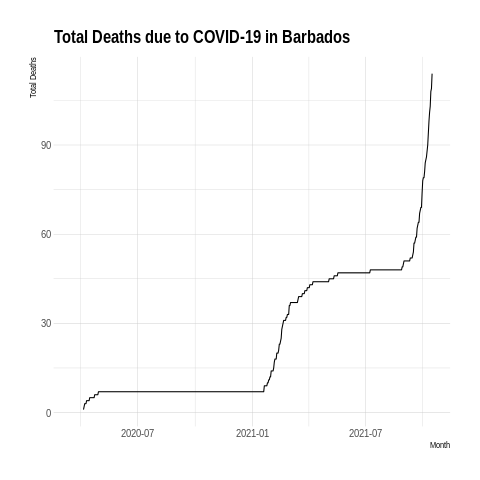 Total Deaths due to COVID-19 in Barbados
Total Deaths
90
60
30
0
2020-07
2021-01
2021-07
Month